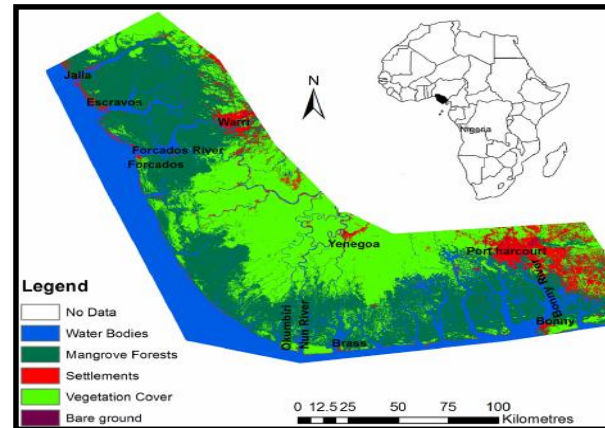 Jalla
Escravos
Warri
Forcados River
Forcados
Yenegoa
Port harcourt
Bonny River
Bonny
Okumbiri
Nun River
Brass
N
Nigeria
Legend
No Data
Water Bodies
Mangrove Forests
Settlements
Vegetation Cover
Bare ground
0 12.5 25 50 75 100
Kilometres